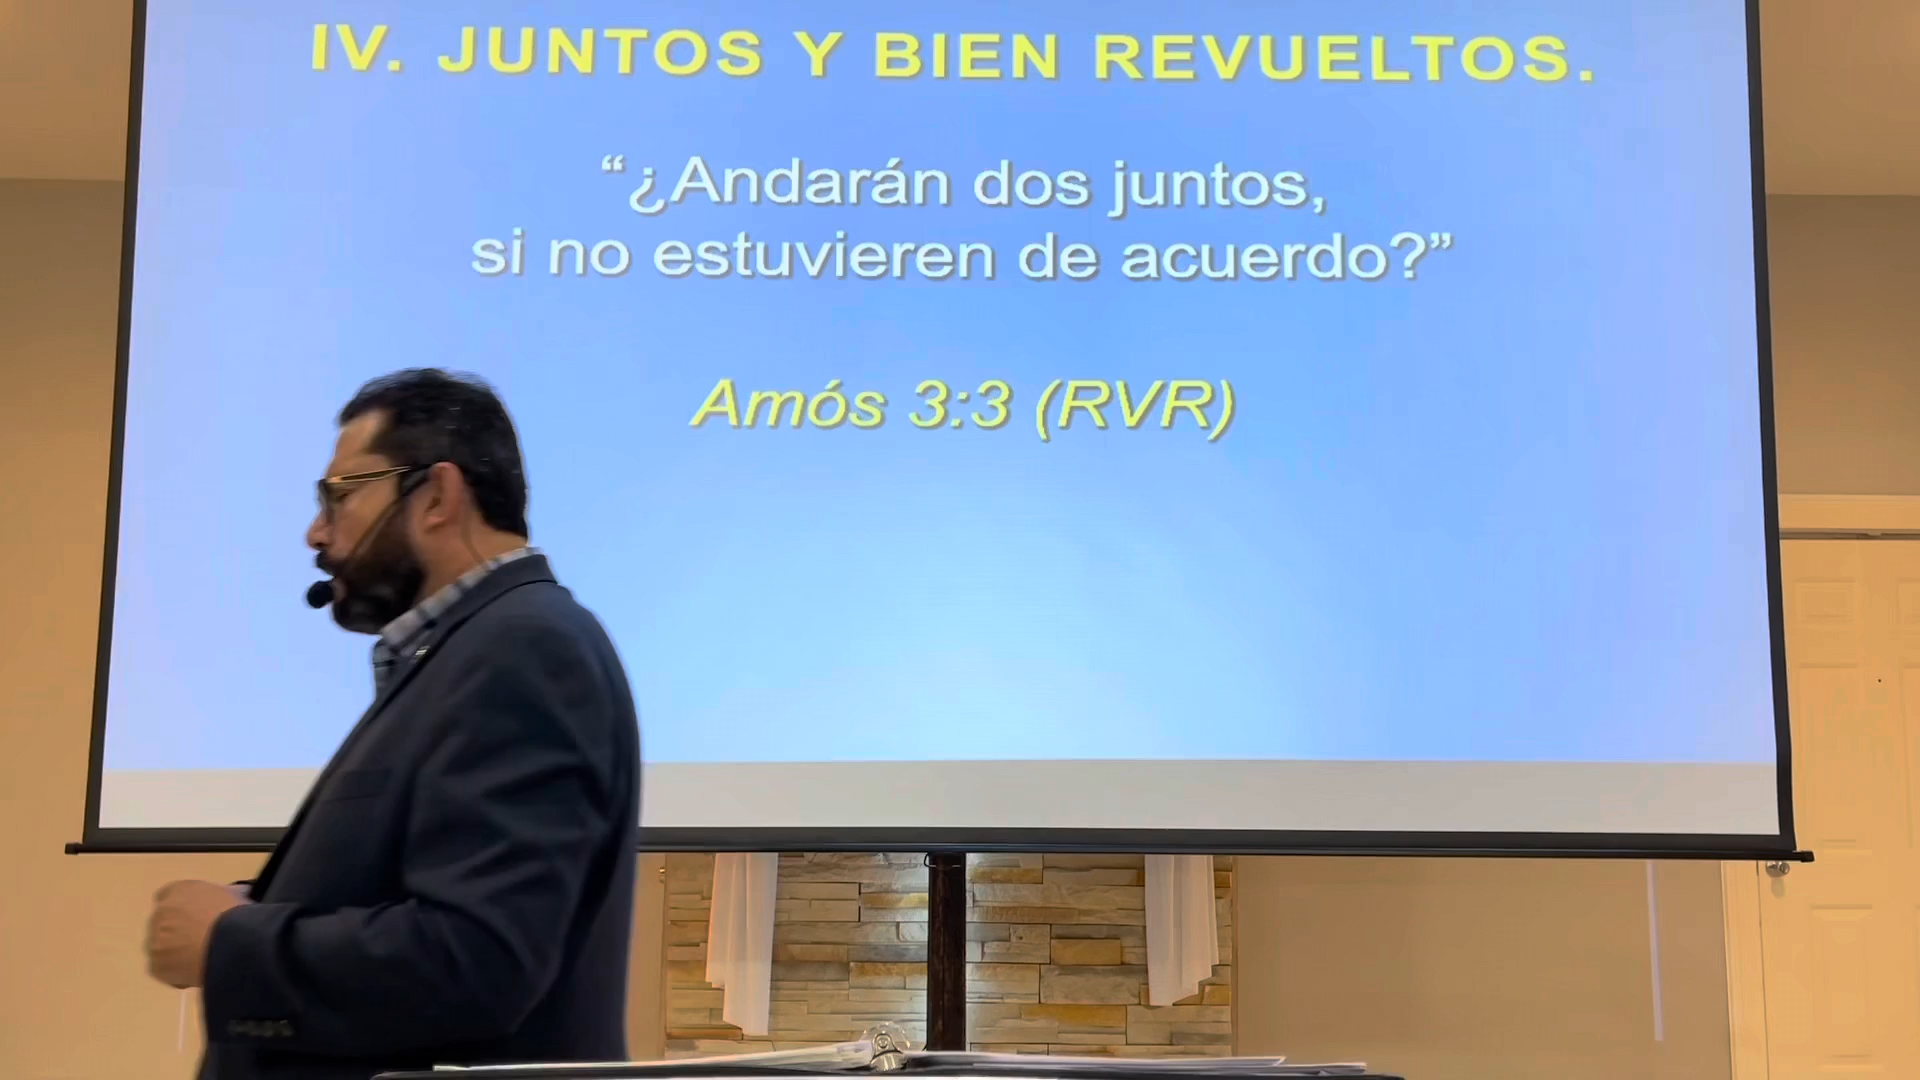 IV. JUNTOS Y BIEN REVUELTOS.
“¿Andarán dos juntos,
si no estuvieren de acuerdo?”
Amós 3:3 (RVR)